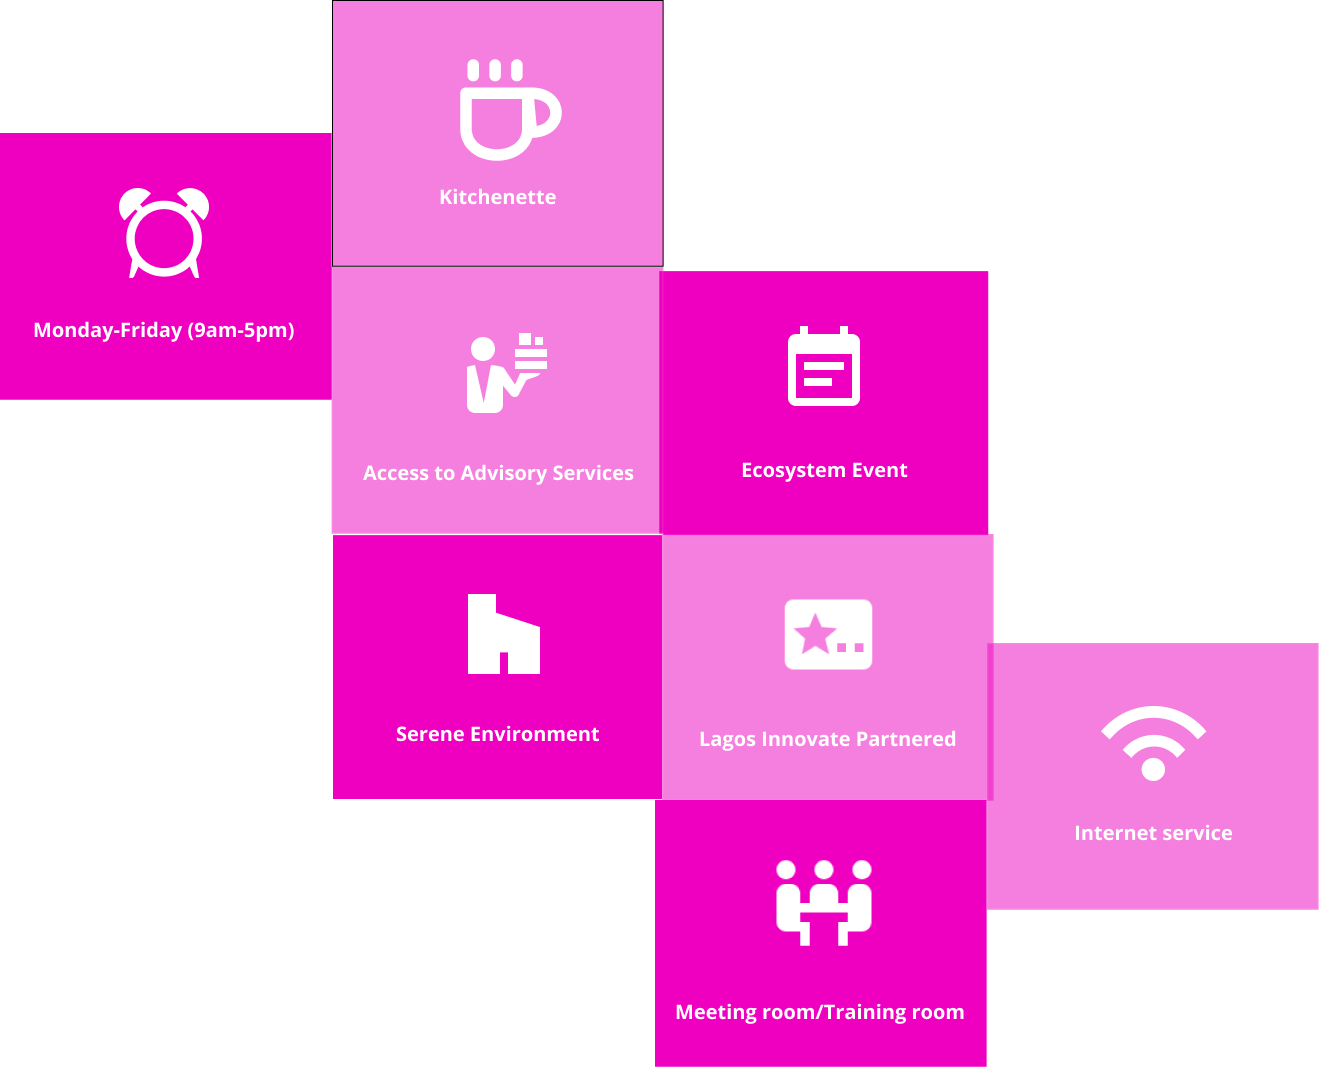 Kitchenette
Monday-Friday (9am-5pm)
Access to Advisory Services
Ecosystem Event
Serene Environment
Lagos Innovate Partnered
Internet service
Meeting room/Training room